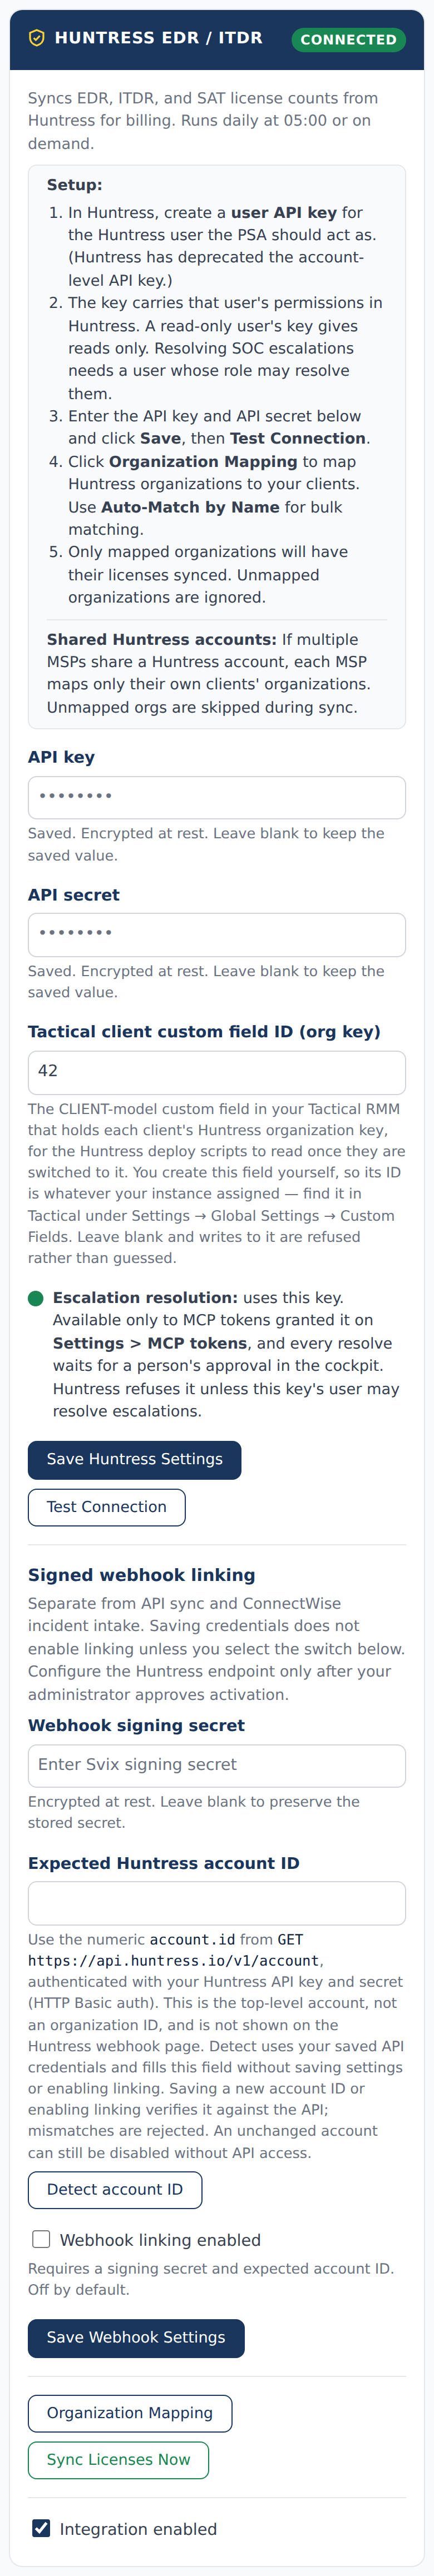 HUNTRESS EDR / ITDR
CONNECTED
Syncs EDR, ITDR, and SAT license counts from
Huntress for billing. Runs daily at 05:00 or on
demand.
Setup:
1. In Huntress, create a user API key for
the Huntress user the PSA should act as.
(Huntress has deprecated the account-
level API key.)
2. The key carries that user's permissions in
Huntress. A read-only user's key gives
reads only. Resolving SOC escalations
needs a user whose role may resolve
them.
3. Enter the API key and API secret below
and click Save, then Test Connection.
4. Click Organization Mapping to map
Huntress organizations to your clients.
Use Auto-Match by Name for bulk
matching.
5. Only mapped organizations will have
their licenses synced. Unmapped
organizations are ignored.
Shared Huntress accounts: If multiple
MSPs share a Huntress account, each MSP
maps only their own clients' organizations.
Unmapped orgs are skipped during sync.
API key
••••••••
Saved. Encrypted at rest. Leave blank to keep the
saved value.
API secret
••••••••
Saved. Encrypted at rest. Leave blank to keep the
saved value.
Tactical client custom field ID (org key)
42
The CLIENT-model custom field in your Tactical RMM
that holds each client's Huntress organization key,
for the Huntress deploy scripts to read once they are
switched to it. You create this field yourself, so its ID
is whatever your instance assigned — find it in
Tactical under Settings → Global Settings → Custom
Fields. Leave blank and writes to it are refused
rather than guessed.
Escalation resolution: uses this key.
Available only to MCP tokens granted it on
Settings > MCP tokens, and every resolve
waits for a person's approval in the cockpit.
Huntress refuses it unless this key's user may
resolve escalations.
Save Huntress Settings
Test Connection
Signed webhook linking
Separate from API sync and ConnectWise
incident intake. Saving credentials does not
enable linking unless you select the switch below.
Configure the Huntress endpoint only after your
administrator approves activation.
Webhook signing secret
Enter Svix signing secret
Encrypted at rest. Leave blank to preserve the
stored secret.
Expected Huntress account ID
Use the numeric account.id from GET
https://api.huntress.io/v1/account,
authenticated with your Huntress API key and secret
(HTTP Basic auth). This is the top-level account, not
an organization ID, and is not shown on the
Huntress webhook page. Detect uses your saved API
credentials and fills this field without saving settings
or enabling linking. Saving a new account ID or
enabling linking verifies it against the API;
mismatches are rejected. An unchanged account
can still be disabled without API access.
Detect account ID
Webhook linking enabled
Requires a signing secret and expected account ID.
Off by default.
Save Webhook Settings
Organization Mapping
Sync Licenses Now
Integration enabled